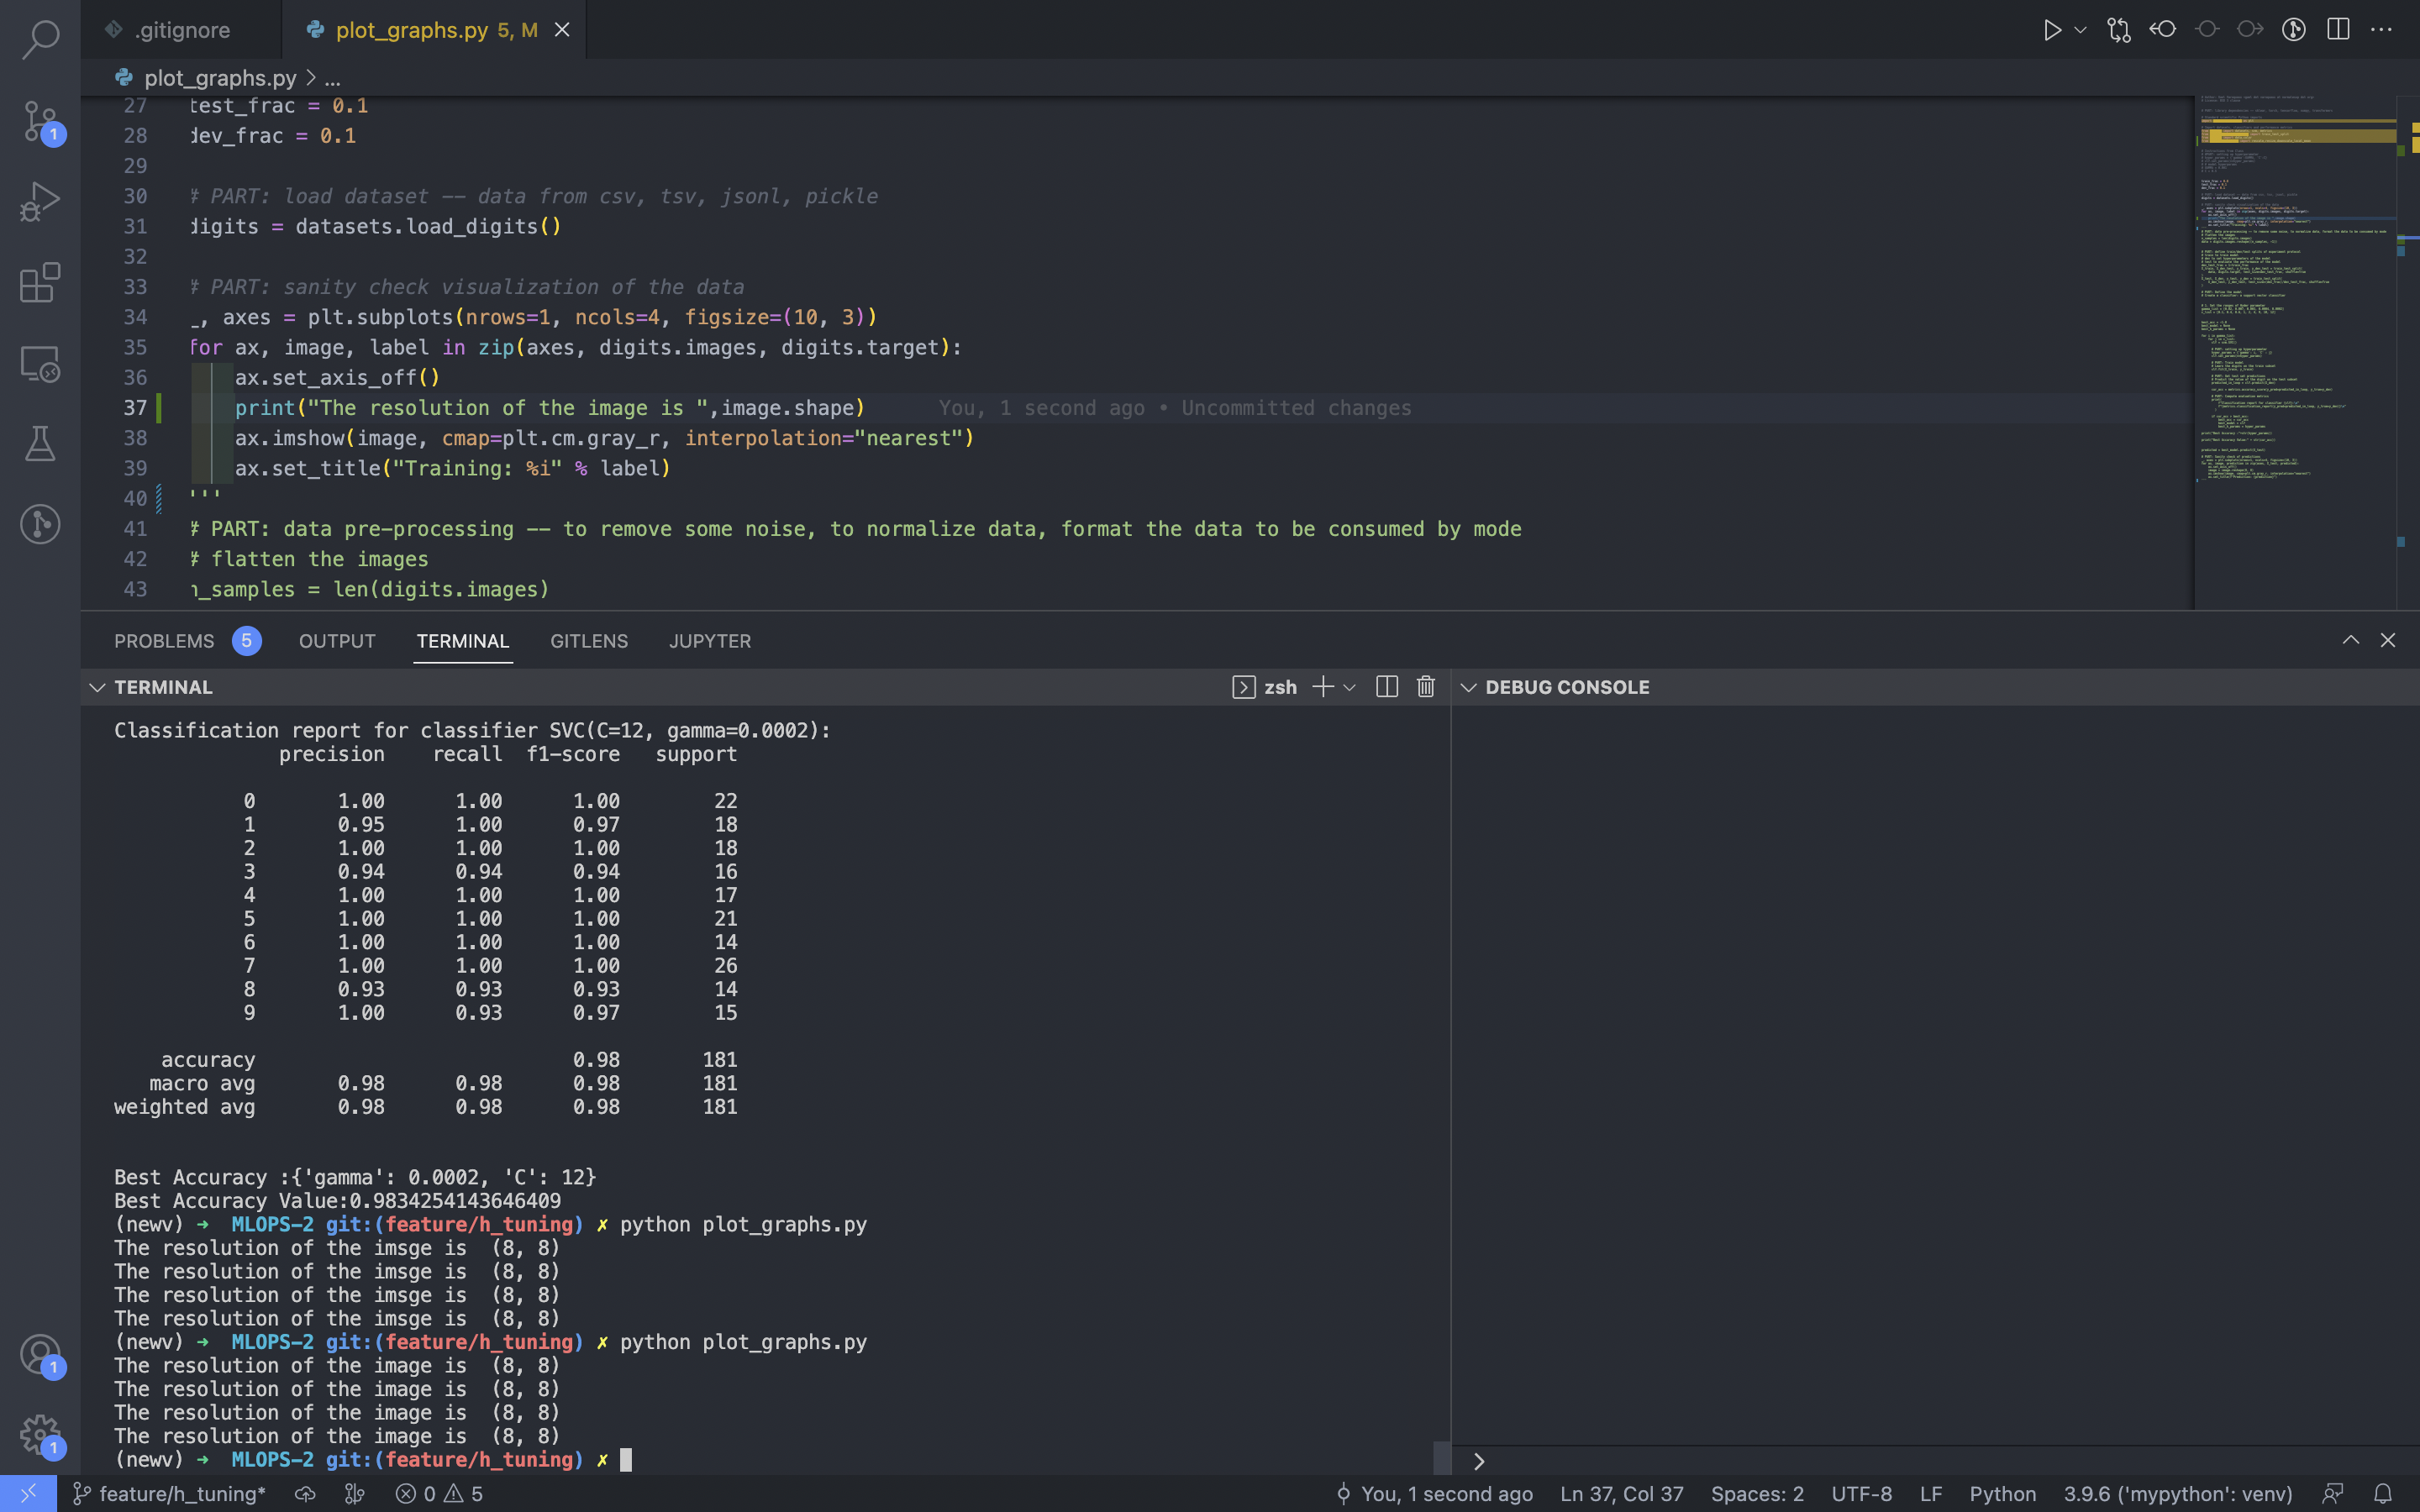 .gitignore
plot_graphs.py 5, M
plot_graphs.py > ...
27 test_frac = 0.1
28 dev_frac = 0.1
29
30 # PART: load dataset -- data from csv, tsv, jsonl, pickle
31 digits = datasets.load_digits()
32
33 # PART: sanity check visualization of the data
34 _, axes = plt.subplots(nrows=1, ncols=4, figsize=(10, 3))
35 for ax, image, label in zip(axes, digits.images, digits.target):
36 ax.set_axis_off()
37 print("The resolution of the image is ",image.shape) You, 1 second ago • Uncommitted changes
38 ax.imshow(image, cmap=plt.cm.gray_r, interpolation="nearest")
39 ax.set_title("Training: %i" % label)
40 '''
41 # PART: data pre-processing -- to remove some noise, to normalize data, format the data to be consumed by mode
42 # flatten the images
43 n_samples = len(digits.images)
PROBLEMS 5 OUTPUT TERMINAL GITLENS JUPYTER
TERMINAL zsh
DEBUG CONSOLE
Classification report for classifier SVC(C=12, gamma=0.0002):
precision recall f1-score support
0 1.00 1.00 1.00 22
1 0.95 1.00 0.97 18
2 1.00 1.00 1.00 18
3 0.94 0.94 0.94 16
4 1.00 1.00 1.00 17
5 1.00 1.00 1.00 21
6 1.00 1.00 1.00 14
7 1.00 1.00 1.00 26
8 0.93 0.93 0.93 14
9 1.00 0.93 0.97 15
accuracy 0.98 181
macro avg 0.98 0.98 0.98 181
weighted avg 0.98 0.98 0.98 181
Best Accuracy :{'gamma': 0.0002, 'C': 12}
Best Accuracy Value:0.9834254143646409
(newv) ➜ MLOPS-2 git:(feature/h_tuning) ✗ python plot_graphs.py
The resolution of the imsge is (8, 8)
The resolution of the imsge is (8, 8)
The resolution of the imsge is (8, 8)
The resolution of the imsge is (8, 8)
(newv) ➜ MLOPS-2 git:(feature/h_tuning) ✗ python plot_graphs.py
The resolution of the image is (8, 8)
The resolution of the image is (8, 8)
The resolution of the image is (8, 8)
The resolution of the image is (8, 8)
(newv) ➜ MLOPS-2 git:(feature/h_tuning) ✗
1
1
1
feature/h_tuning* 0 5
You, 1 second ago Ln 37, Col 37 Spaces: 2 UTF-8 LF Python 3.9.6 ('mypython': venv)